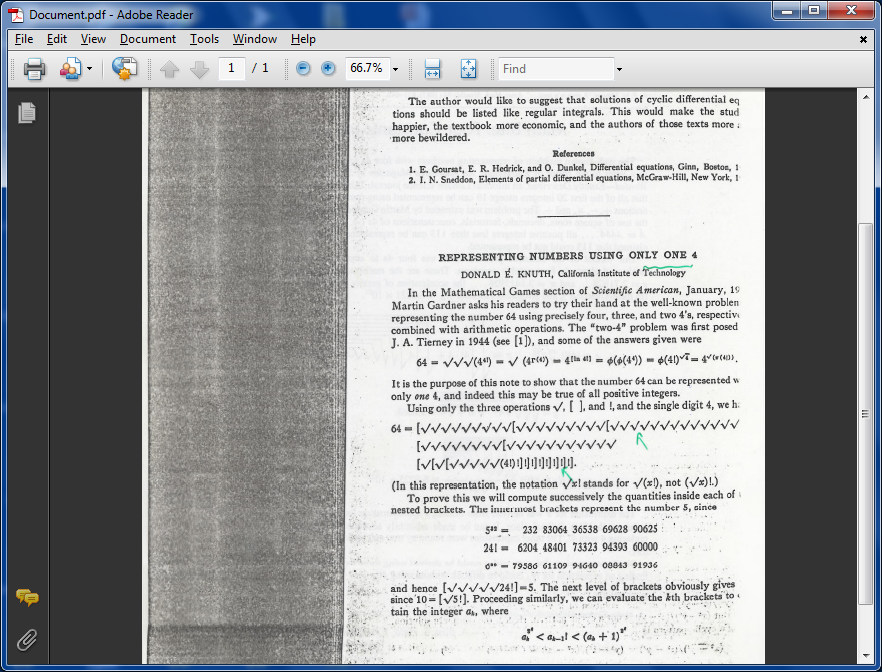 Document.pdf - Adobe Reader
File Edit View Document Tools Window Help
1 / 1 66.7% Find
The author would like to suggest that solutions of cyclic differential eq
tions should be listed like regular integrals. This would make the stud
happier, the textbook more economic, and the authors of those texts more
more bewildered.
References
1. E. Goursat, E. R. Hedrick, and O. Dunkel, Differential equations, Ginn, Boston, 1
2. I. N. Sneddon, Elements of partial differential equations, McGraw-Hill, New York, 1
REPRESENTING NUMBERS USING ONLY ONE 4
DONALD E. KNUTH, California Institute of Technology
In the Mathematical Games section of Scientific American, January, 19
Martin Gardner asks his readers to try their hand at the well-known problem
representing the number 64 using precisely four, three, and two 4's, respective
combined with arithmetic operations. The "two-4" problem was first posed
J. A. Tierney in 1944 (see [1]), and some of the answers given were
It is the purpose of this note to show that the number 64 can be represented w
only one 4, and indeed this may be true of all positive integers.
Using only the three operations √, [ ], and !, and the single digit 4, we h
64 =
(In this representation, the notation √x! stands for √(x!), not (√x)!.)
To prove this we will compute successively the quantities inside each of
nested brackets. The innermost brackets represent the number 5, since
5³² = 232 83064 36538 69628 90625
24! = 6204 48401 73323 94393 60000
6³² = 79586 61109 94640 08843 91936
and hence [√√√√√24!]=5. The next level of brackets obviously gives
since 10=[√5!]. Proceeding similarly, we can evaluate the kth brackets to
tain the integer aₖ, where